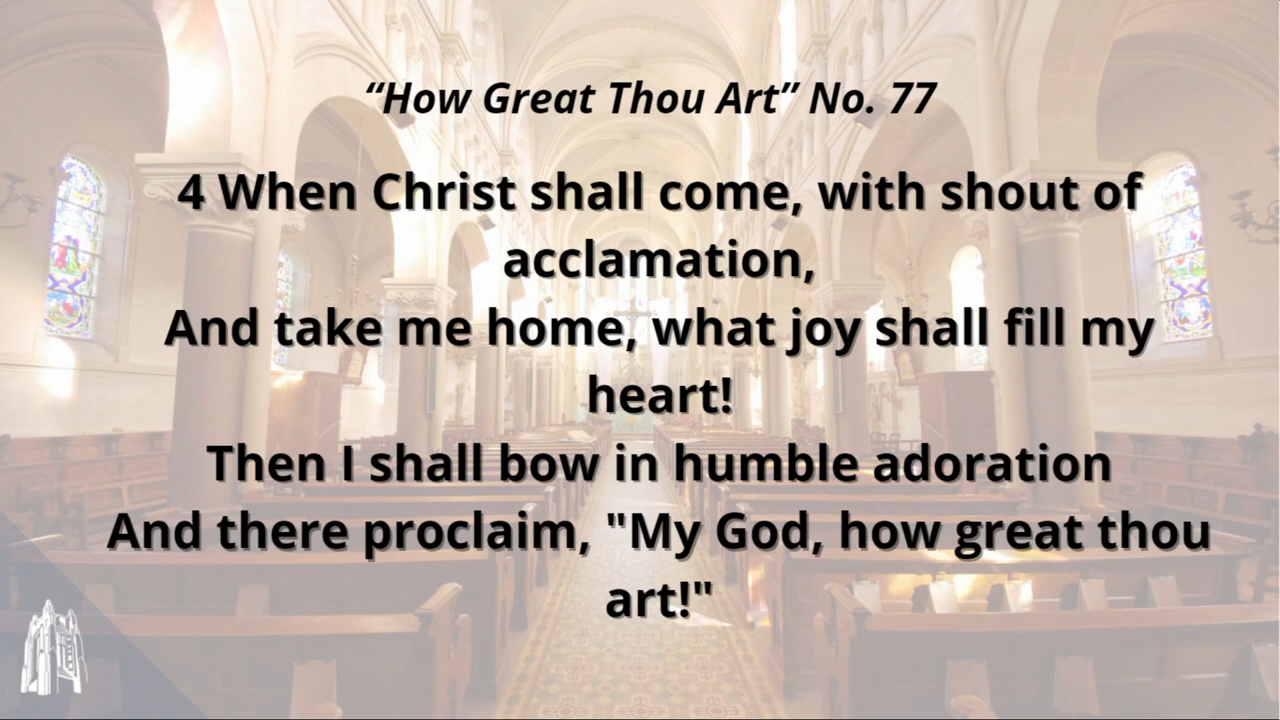 “How Great Thou Art” No. 77
4 When Christ shall come, with shout of
acclamation,
And take me home, what joy shall fill my
heart!
Then I shall bow in humble adoration
And there proclaim, "My God, how great thou
art!"